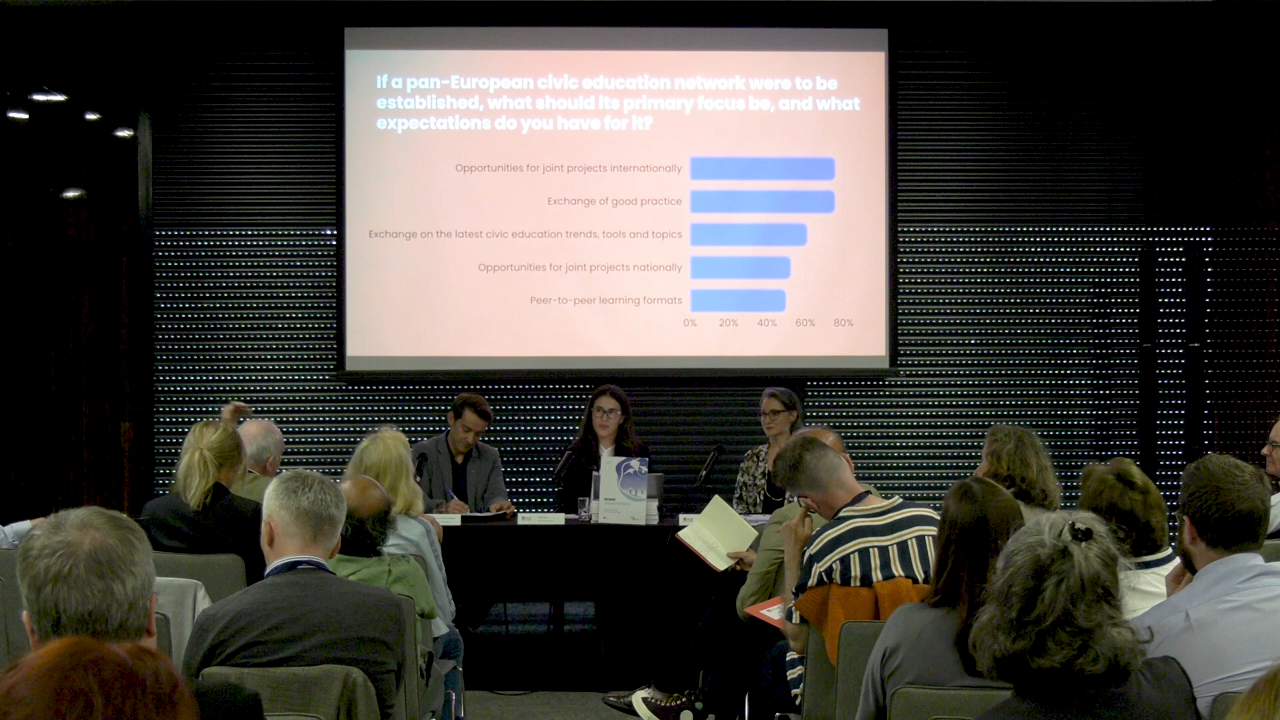 If a pan-European civic education network were to be
established, what should its primary focus be, and what
expectations do you have for it?
Opportunities for joint projects internationally
Exchange of good practice
Exchange on the latest civic education trends, tools and topics
Opportunities for joint projects nationally
Peer-to-peer learning formats
0% 20% 40% 60% 80%